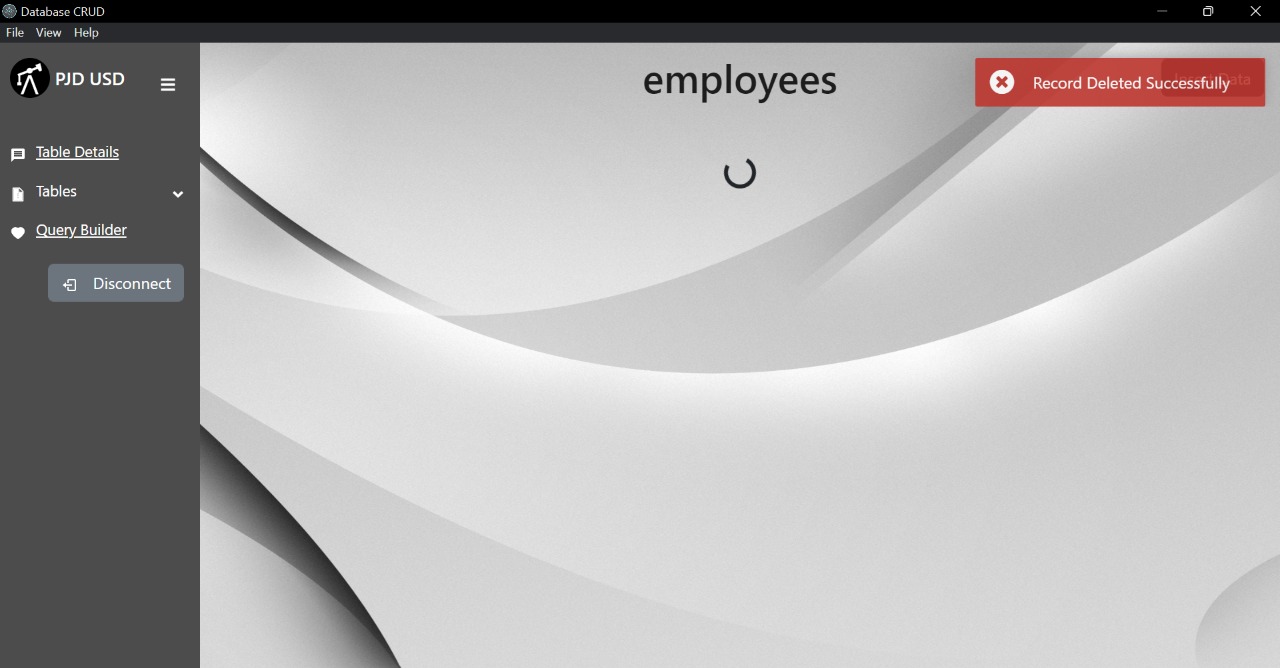 Database CRUD
File View Help
PJD USD
employees
Record Deleted Successfully
Table Details
Tables
Query Builder
Disconnect